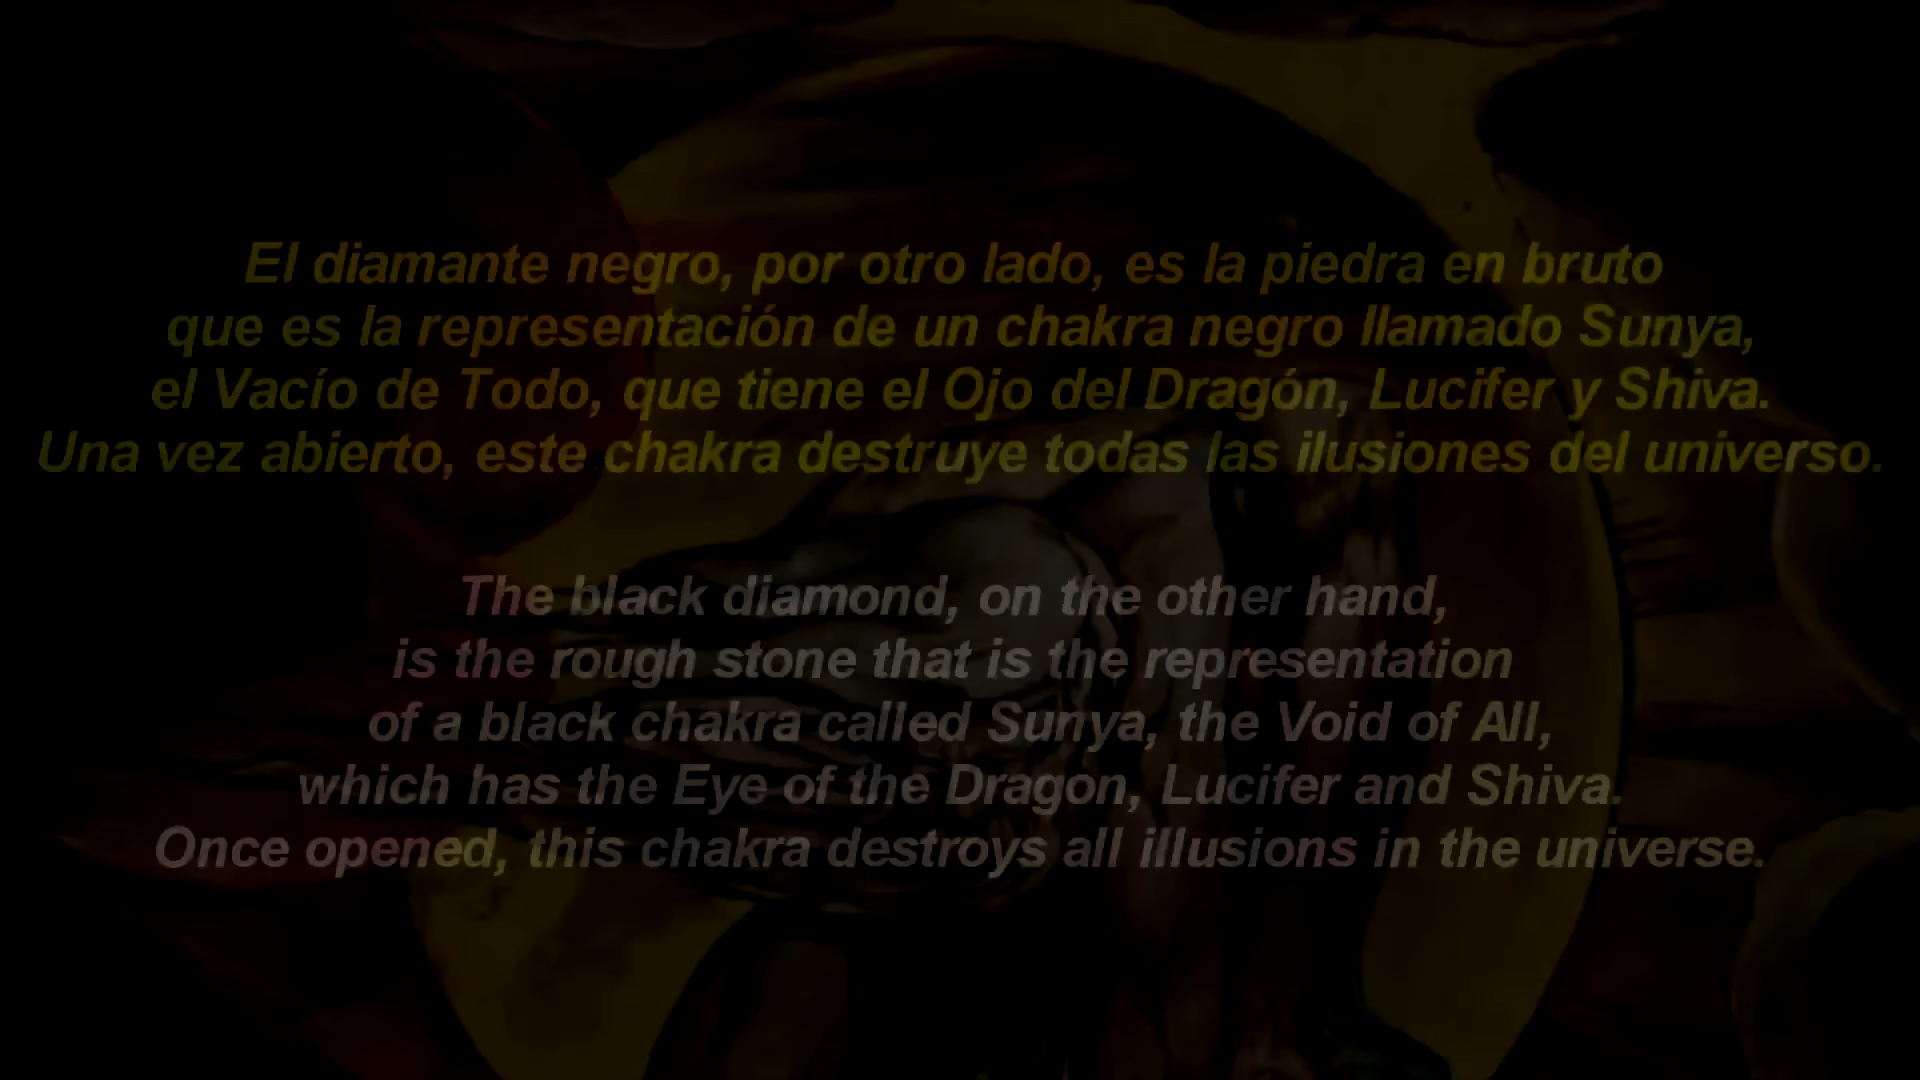 El diamante negro, por otro lado, es la piedra en bruto
que es la representación de un chakra negro llamado Sunya,
el Vacío de Todo, que tiene el Ojo del Dragón, Lucifer y Shiva.
Una vez abierto, este chakra destruye todas las ilusiones del universo.
The black diamond, on the other hand,
is the rough stone that is the representation
of a black chakra called Sunya, the Void of All,
which has the Eye of the Dragon, Lucifer and Shiva.
Once opened, this chakra destroys all illusions in the universe.